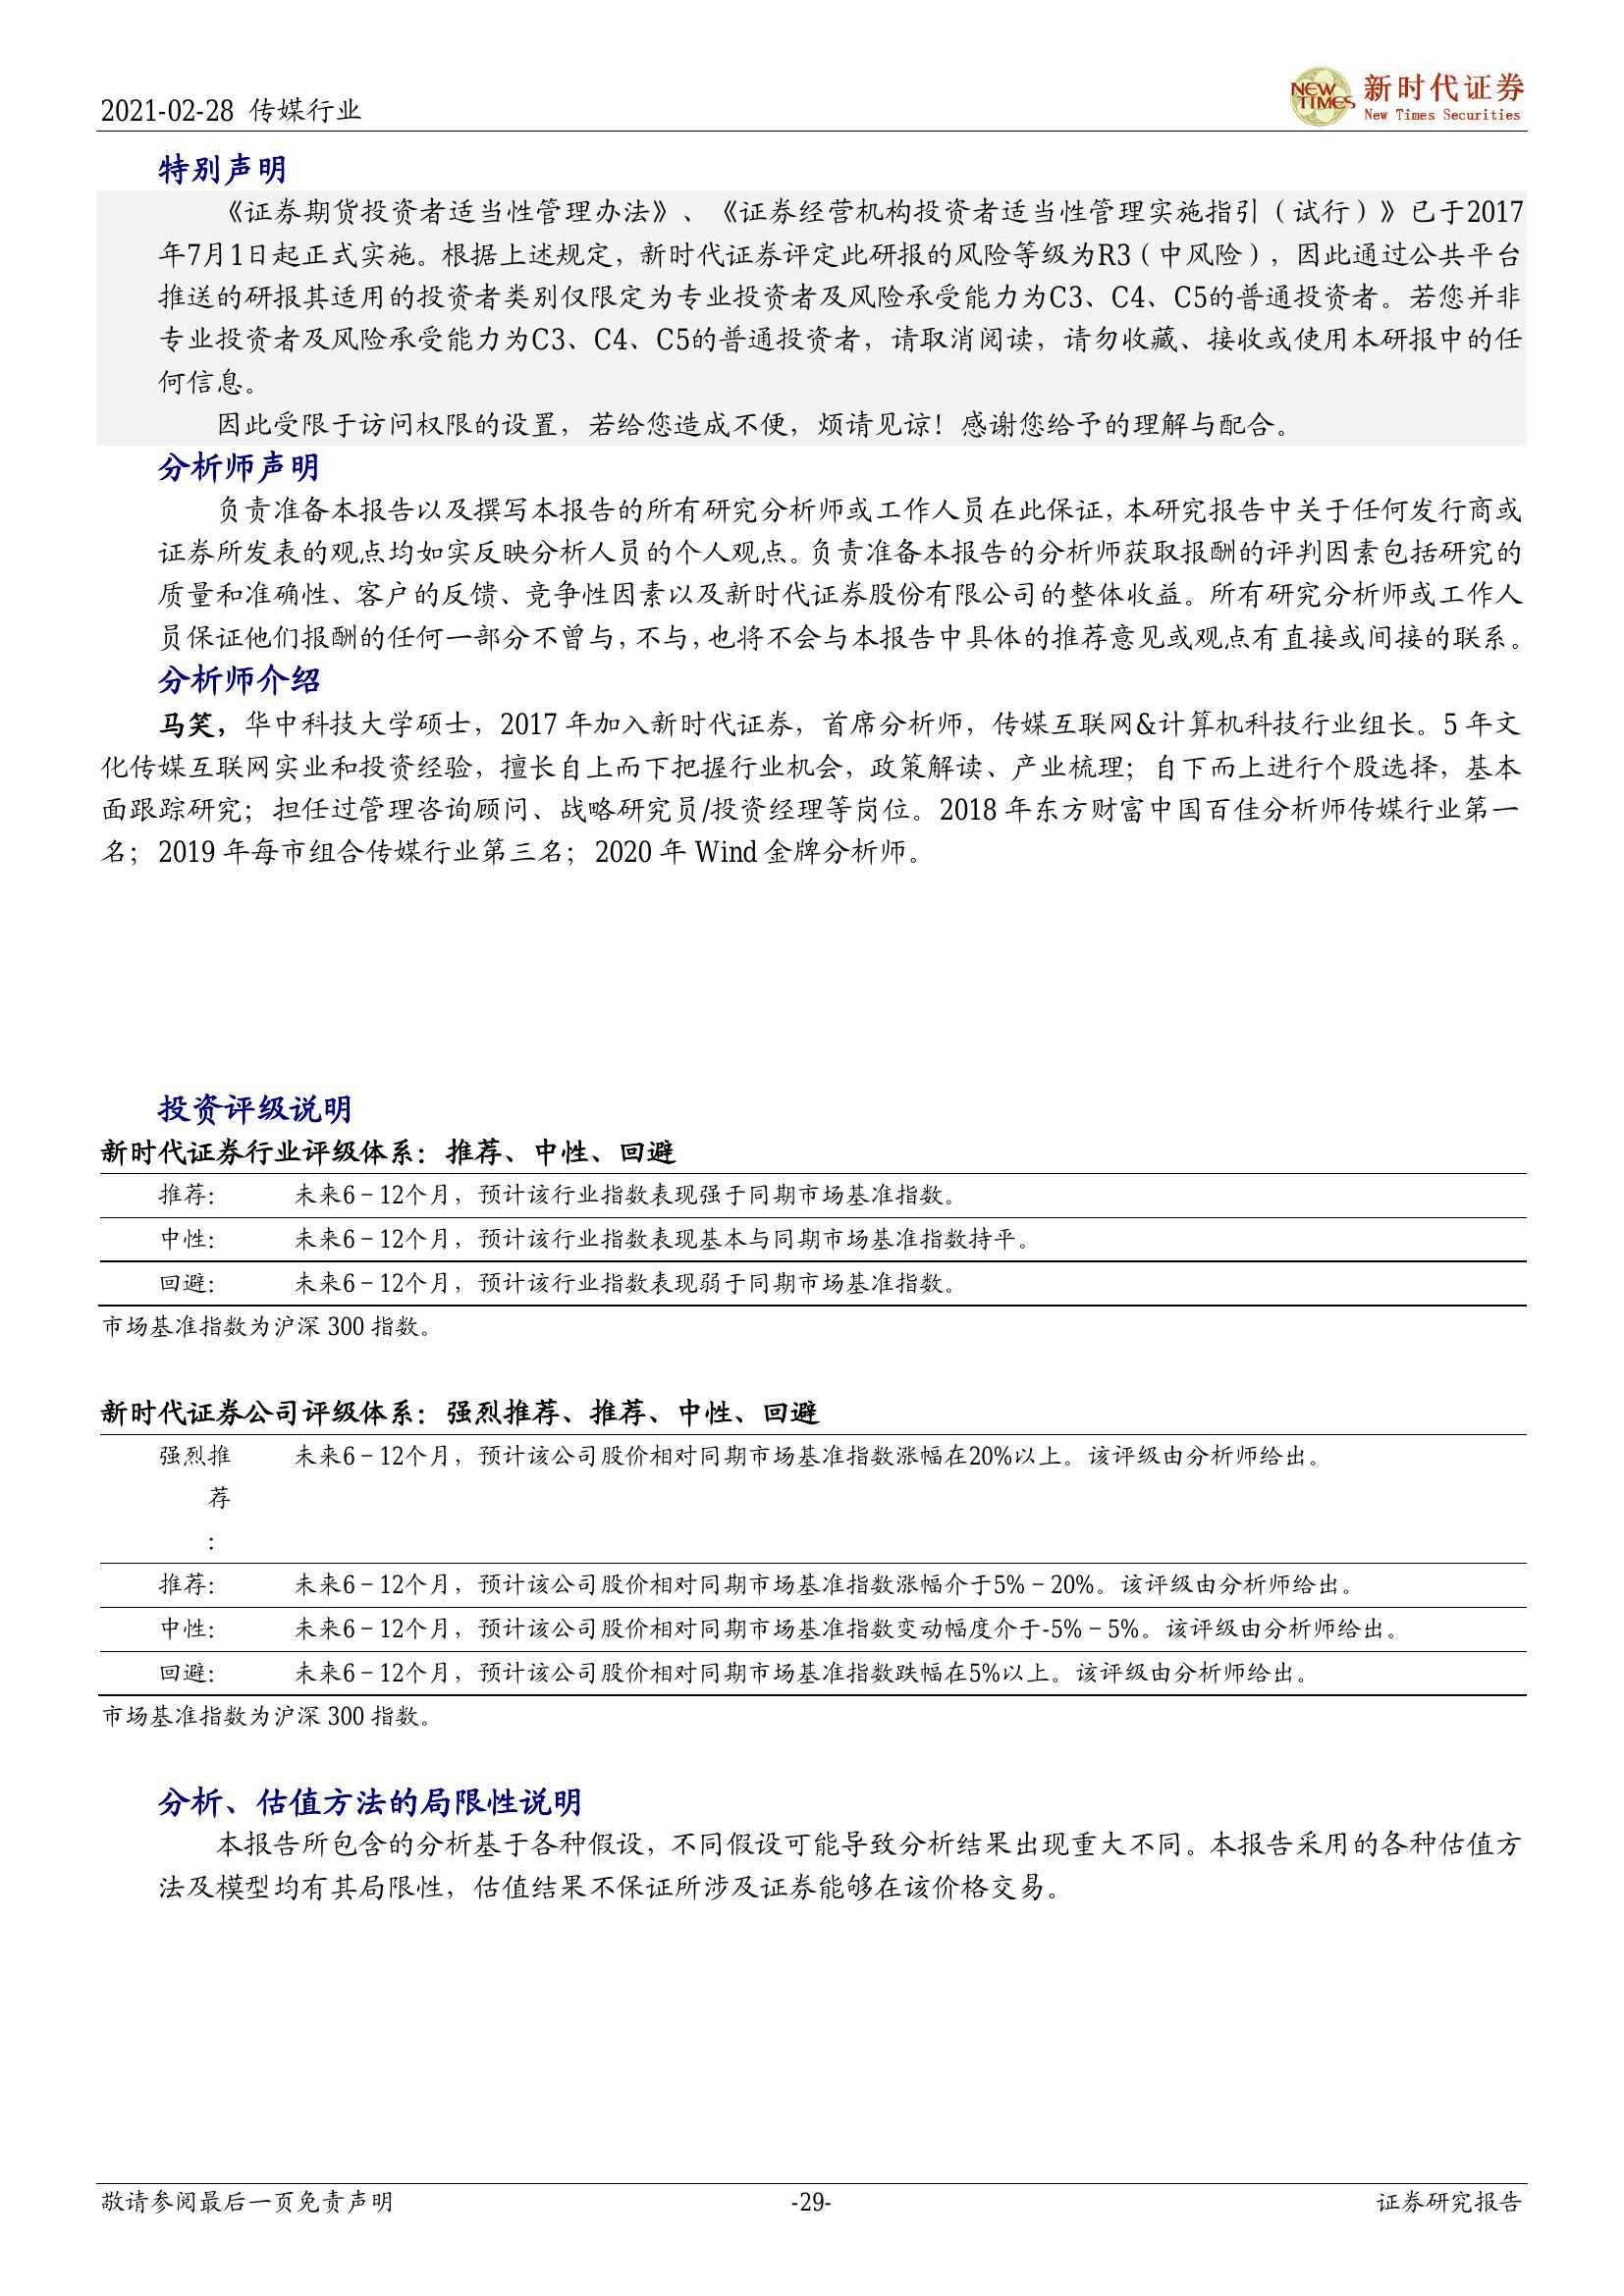 2021-02-28 传媒行业
NEW TIMES
新时代证券
New Times Securities
特别声明
《证券期货投资者适当性管理办法》、《证券经营机构投资者适当性管理实施指引（试行）》已于2017
年7月1日起正式实施。根据上述规定，新时代证券评定此研报的风险等级为R3（中风险），因此通过公共平台
推送的研报其适用的投资者类别仅限定为专业投资者及风险承受能力为C3、C4、C5的普通投资者。若您并非
专业投资者及风险承受能力为C3、C4、C5的普通投资者，请取消阅读，请勿收藏、接收或使用本研报中的任
何信息。
因此受限于访问权限的设置，若给您造成不便，烦请见谅！感谢您给予的理解与配合。
分析师声明
负责准备本报告以及撰写本报告的所有研究分析师或工作人员在此保证，本研究报告中关于任何发行商或
证券所发表的观点均如实反映分析人员的个人观点。负责准备本报告的分析师获取报酬的评判因素包括研究的
质量和准确性、客户的反馈、竞争性因素以及新时代证券股份有限公司的整体收益。所有研究分析师或工作人
员保证他们报酬的任何一部分不曾与，不与，也将不会与本报告中具体的推荐意见或观点有直接或间接的联系。
分析师介绍
马笑，华中科技大学硕士，2017 年加入新时代证券，首席分析师，传媒互联网&计算机科技行业组长。5 年文
化传媒互联网实业和投资经验，擅长自上而下把握行业机会，政策解读、产业梳理；自下而上进行个股选择，基本
面跟踪研究；担任过管理咨询顾问、战略研究员/投资经理等岗位。2018 年东方财富中国百佳分析师传媒行业第一
名；2019 年每市组合传媒行业第三名；2020 年 Wind 金牌分析师。
投资评级说明
新时代证券行业评级体系：推荐、中性、回避
推荐： 未来6－12个月，预计该行业指数表现强于同期市场基准指数。
中性： 未来6－12个月，预计该行业指数表现基本与同期市场基准指数持平。
回避： 未来6－12个月，预计该行业指数表现弱于同期市场基准指数。
市场基准指数为沪深 300 指数。
新时代证券公司评级体系：强烈推荐、推荐、中性、回避
强烈推 未来6－12个月，预计该公司股价相对同期市场基准指数涨幅在20%以上。该评级由分析师给出。
荐
：
推荐： 未来6－12个月，预计该公司股价相对同期市场基准指数涨幅介于5%－20%。该评级由分析师给出。
中性： 未来6－12个月，预计该公司股价相对同期市场基准指数变动幅度介于-5%－5%。该评级由分析师给出。
回避： 未来6－12个月，预计该公司股价相对同期市场基准指数跌幅在5%以上。该评级由分析师给出。
市场基准指数为沪深 300 指数。
分析、估值方法的局限性说明
本报告所包含的分析基于各种假设，不同假设可能导致分析结果出现重大不同。本报告采用的各种估值方
法及模型均有其局限性，估值结果不保证所涉及证券能够在该价格交易。
敬请参阅最后一页免责声明
-29-
证券研究报告